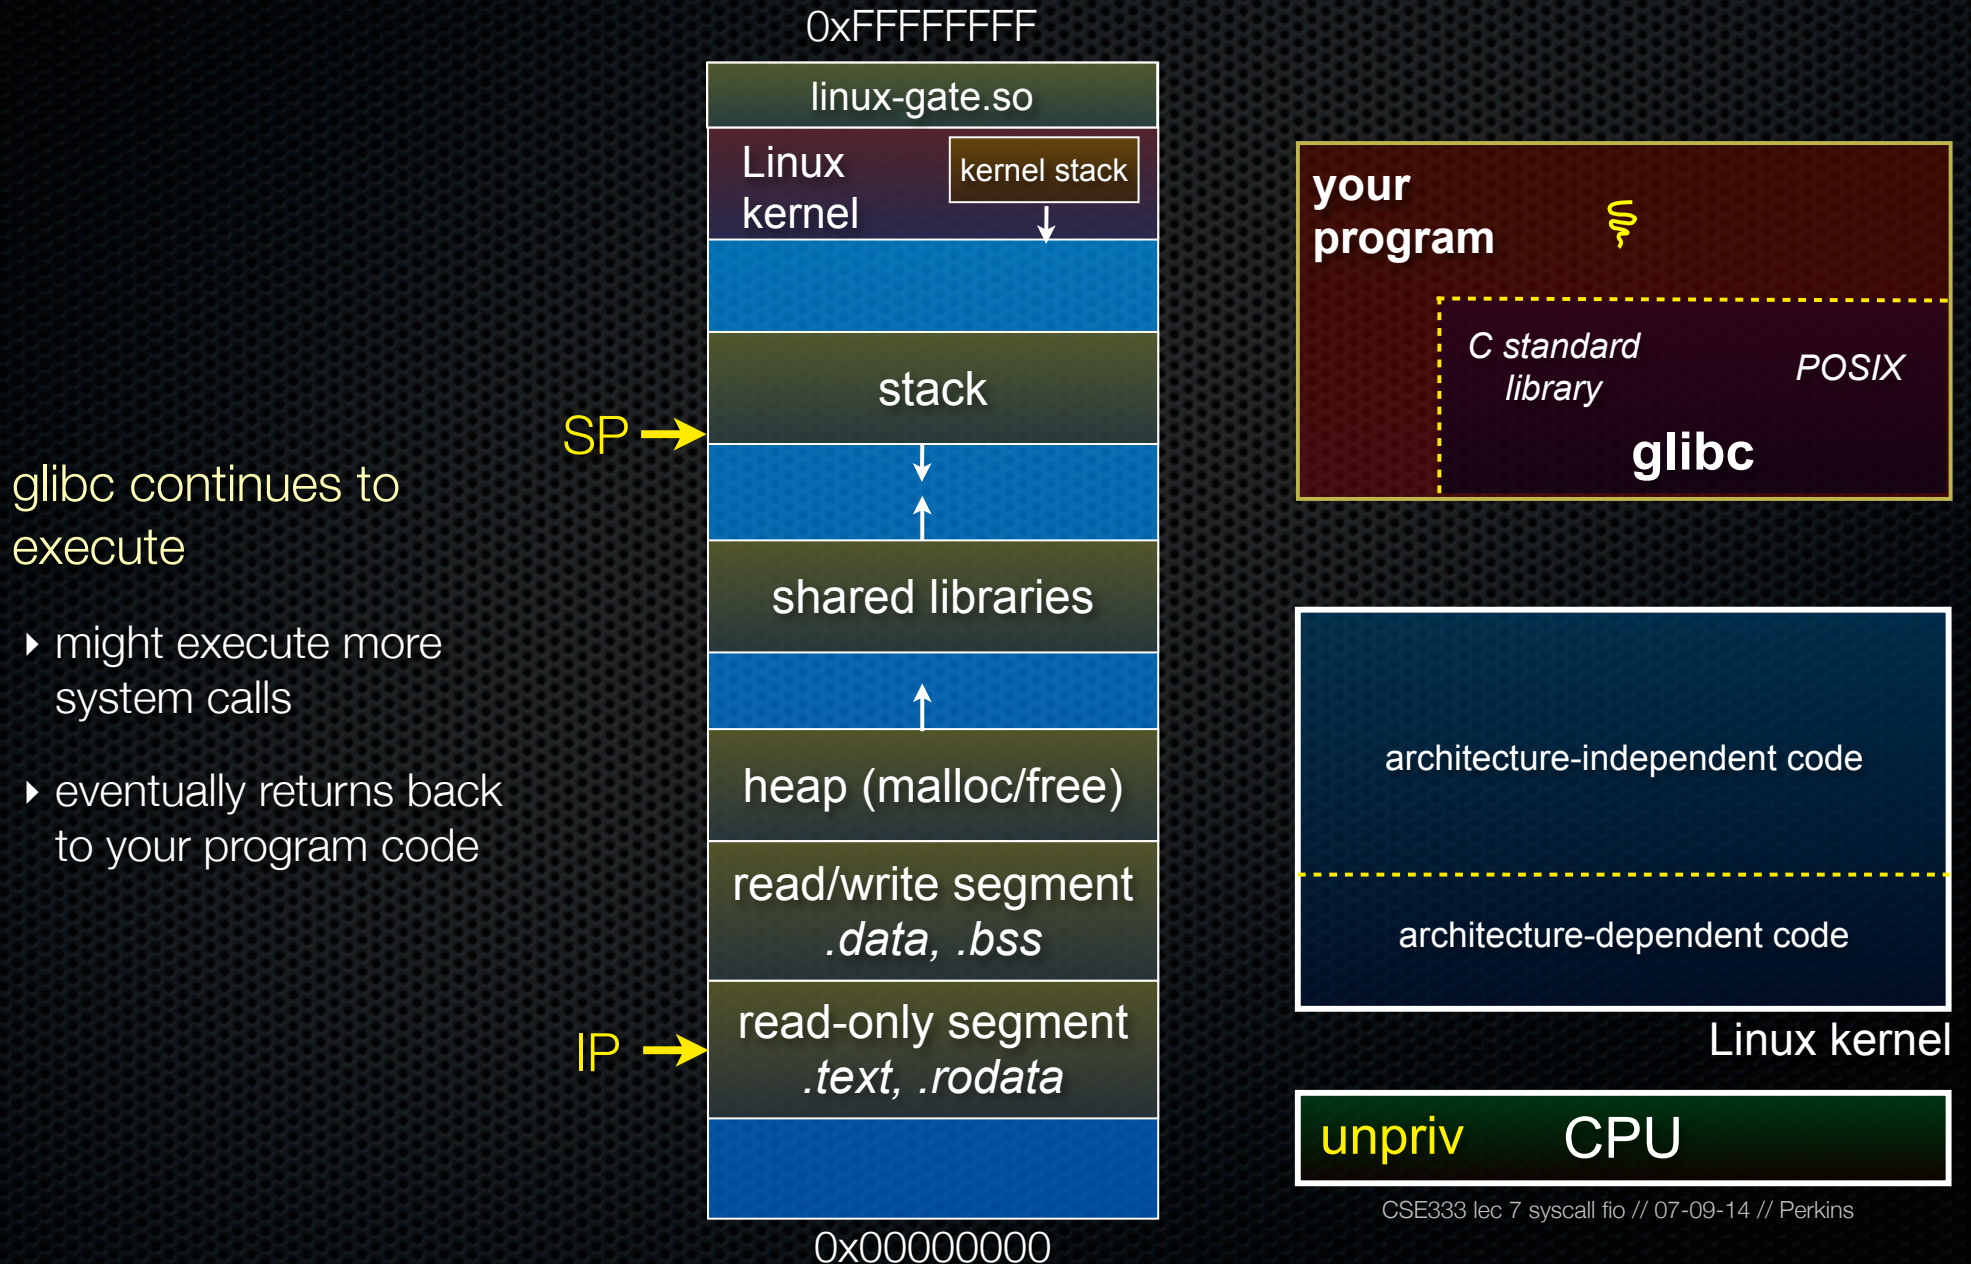 glibc continues to
execute
‣ might execute more
system calls
‣ eventually returns back
to your program code
0xFFFFFFFF
linux-gate.so
Linux
kernel
kernel stack
stack
SP
shared libraries
heap (malloc/free)
read/write segment
.data, .bss
read-only segment
.text, .rodata
IP
0x00000000
your
program
C standard
library
POSIX
glibc
architecture-independent code
architecture-dependent code
Linux kernel
unpriv CPU
CSE333 lec 7 syscall fio // 07-09-14 // Perkins